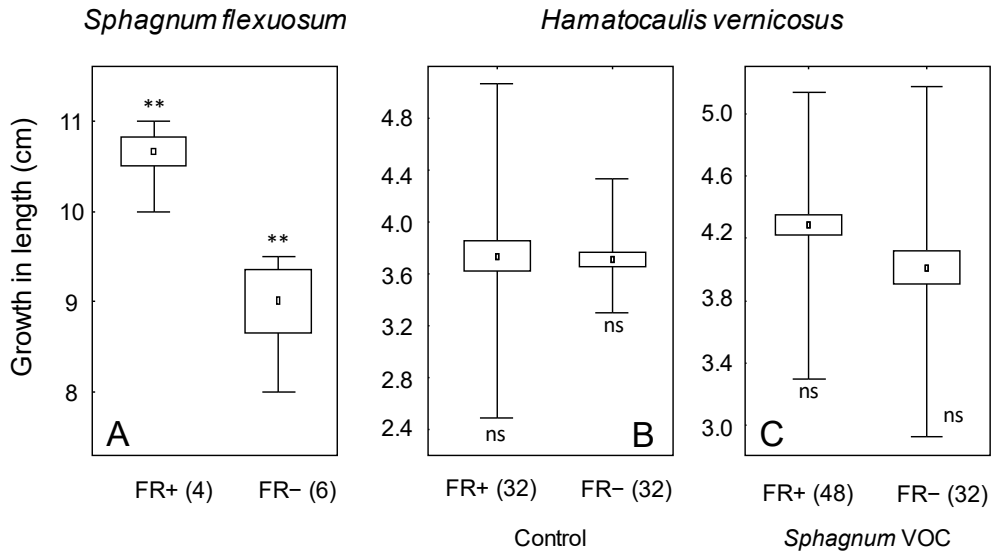 Sphagnum flexuosum
Hamatocaulis vernicosus
Growth in length (cm)
11
10
9
8
**
**
A
FR+ (4) FR− (6)
4.8
4.4
4.0
3.6
3.2
2.8
2.4
ns
ns
B
FR+ (32) FR− (32)
Control
5.0
4.6
4.2
3.8
3.4
3.0
ns
ns
C
FR+ (48) FR− (32)
Sphagnum VOC